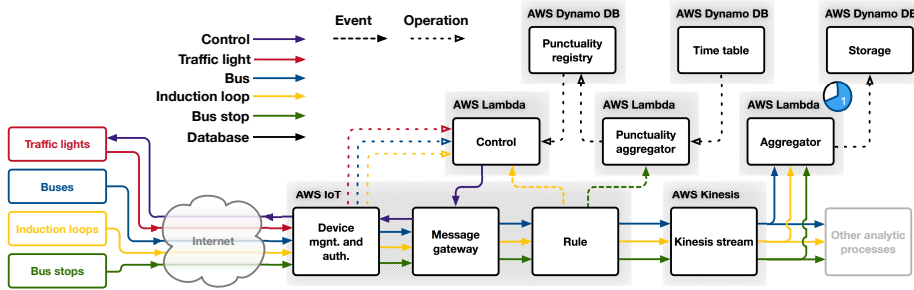 Event
Operation
Control
Traffic light
Bus
Induction loop
Bus stop
Database
AWS Dynamo DB
Punctuality
registry
AWS Dynamo DB
Time table
AWS Dynamo DB
Storage
1
AWS Lambda
Control
AWS Lambda
Punctuality
aggregator
AWS Lambda
Aggregator
Traffic lights
Buses
Induction loops
Bus stops
Internet
AWS IoT
Device
mgnt. and
auth.
Message
gateway
Rule
AWS Kinesis
Kinesis stream
Other analytic
processes